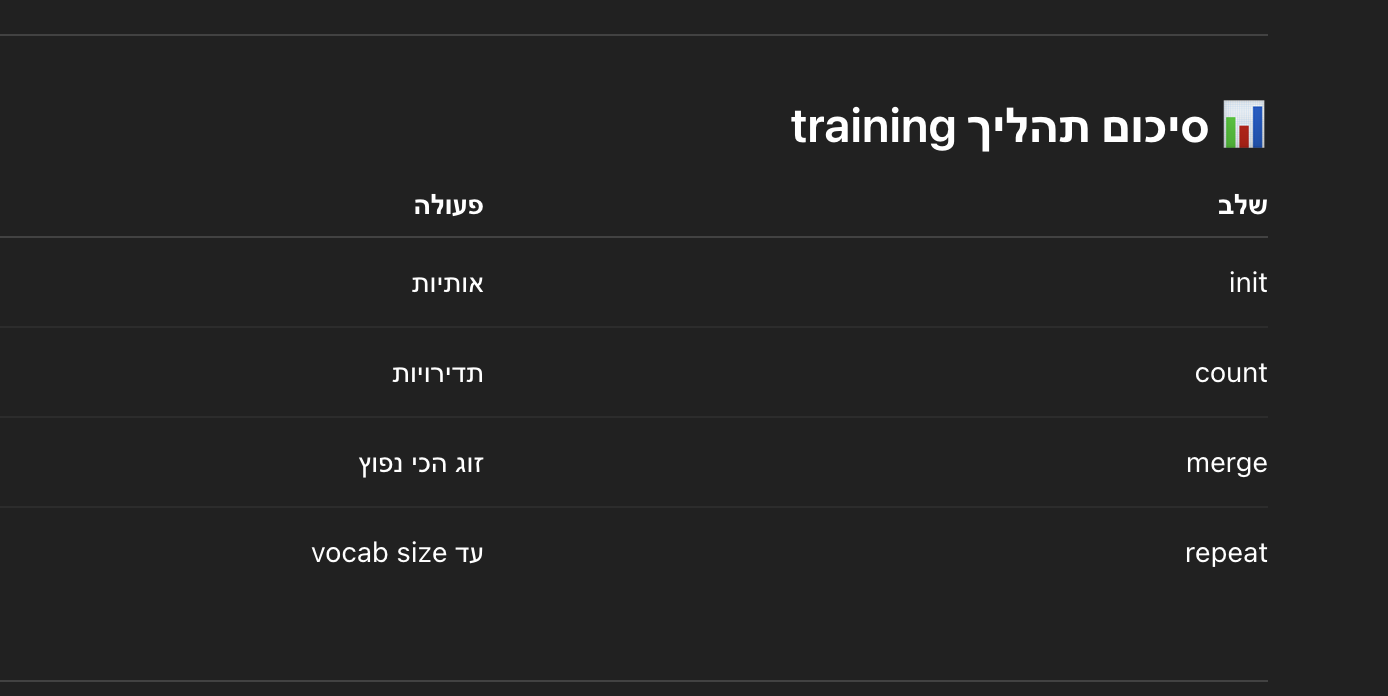 📊 סיכום תהליך training
שלב פעולה
init אותיות
count תדירויות
merge זוג הכי נפוץ
repeat עד vocab size